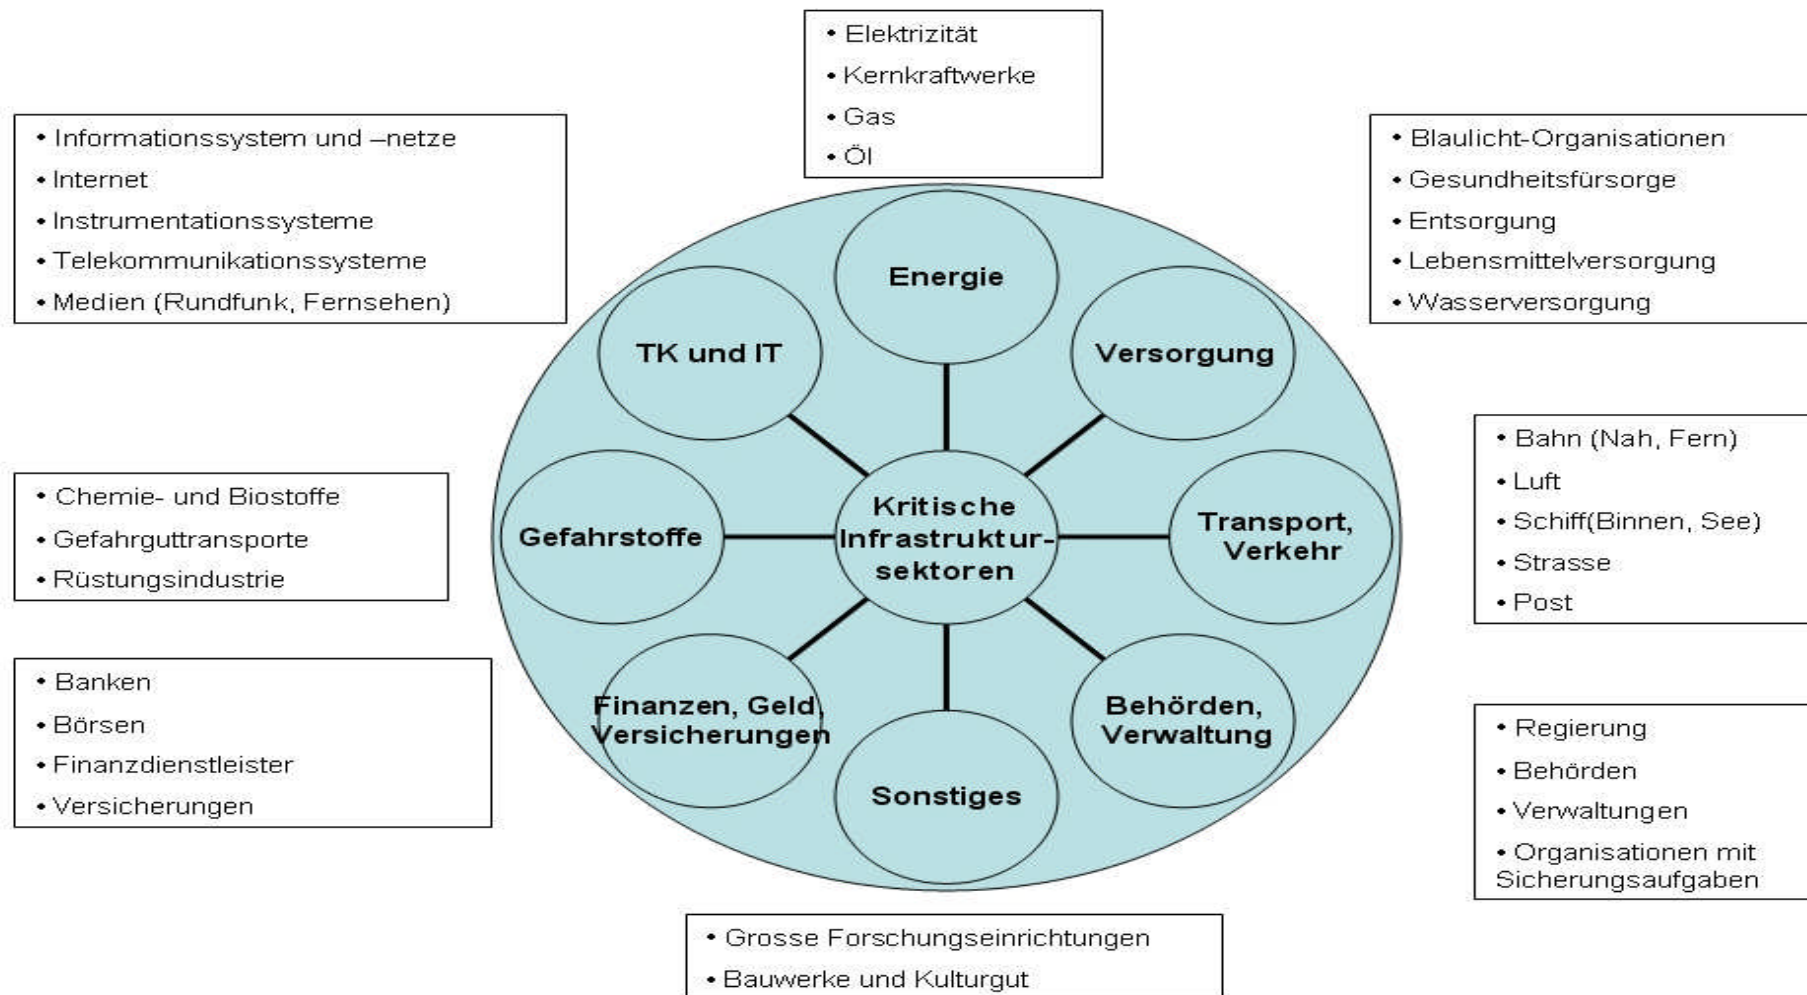 • Elektrizität
• Kernkraftwerke
• Gas
• Öl
• Informationssystem und –netze
• Internet
• Instrumentationssysteme
• Telekommunikationssysteme
• Medien (Rundfunk, Fernsehen)
• Blaulicht-Organisationen
• Gesundheitsfürsorge
• Entsorgung
• Lebensmittelversorgung
• Wasserversorgung
Energie
TK und IT
Versorgung
• Chemie- und Biostoffe
• Gefahrguttransporte
• Rüstungsindustrie
Gefahrstoffe
Kritische
Infrastruktur-
sektoren
Transport,
Verkehr
• Bahn (Nah, Fern)
• Luft
• Schiff(Binnen, See)
• Strasse
• Post
• Banken
• Börsen
• Finanzdienstleister
• Versicherungen
Finanzen, Geld,
Versicherungen
Sonstiges
Behörden,
Verwaltung
• Regierung
• Behörden
• Verwaltungen
• Organisationen mit
Sicherungsaufgaben
• Grosse Forschungseinrichtungen
• Bauwerke und Kulturgut